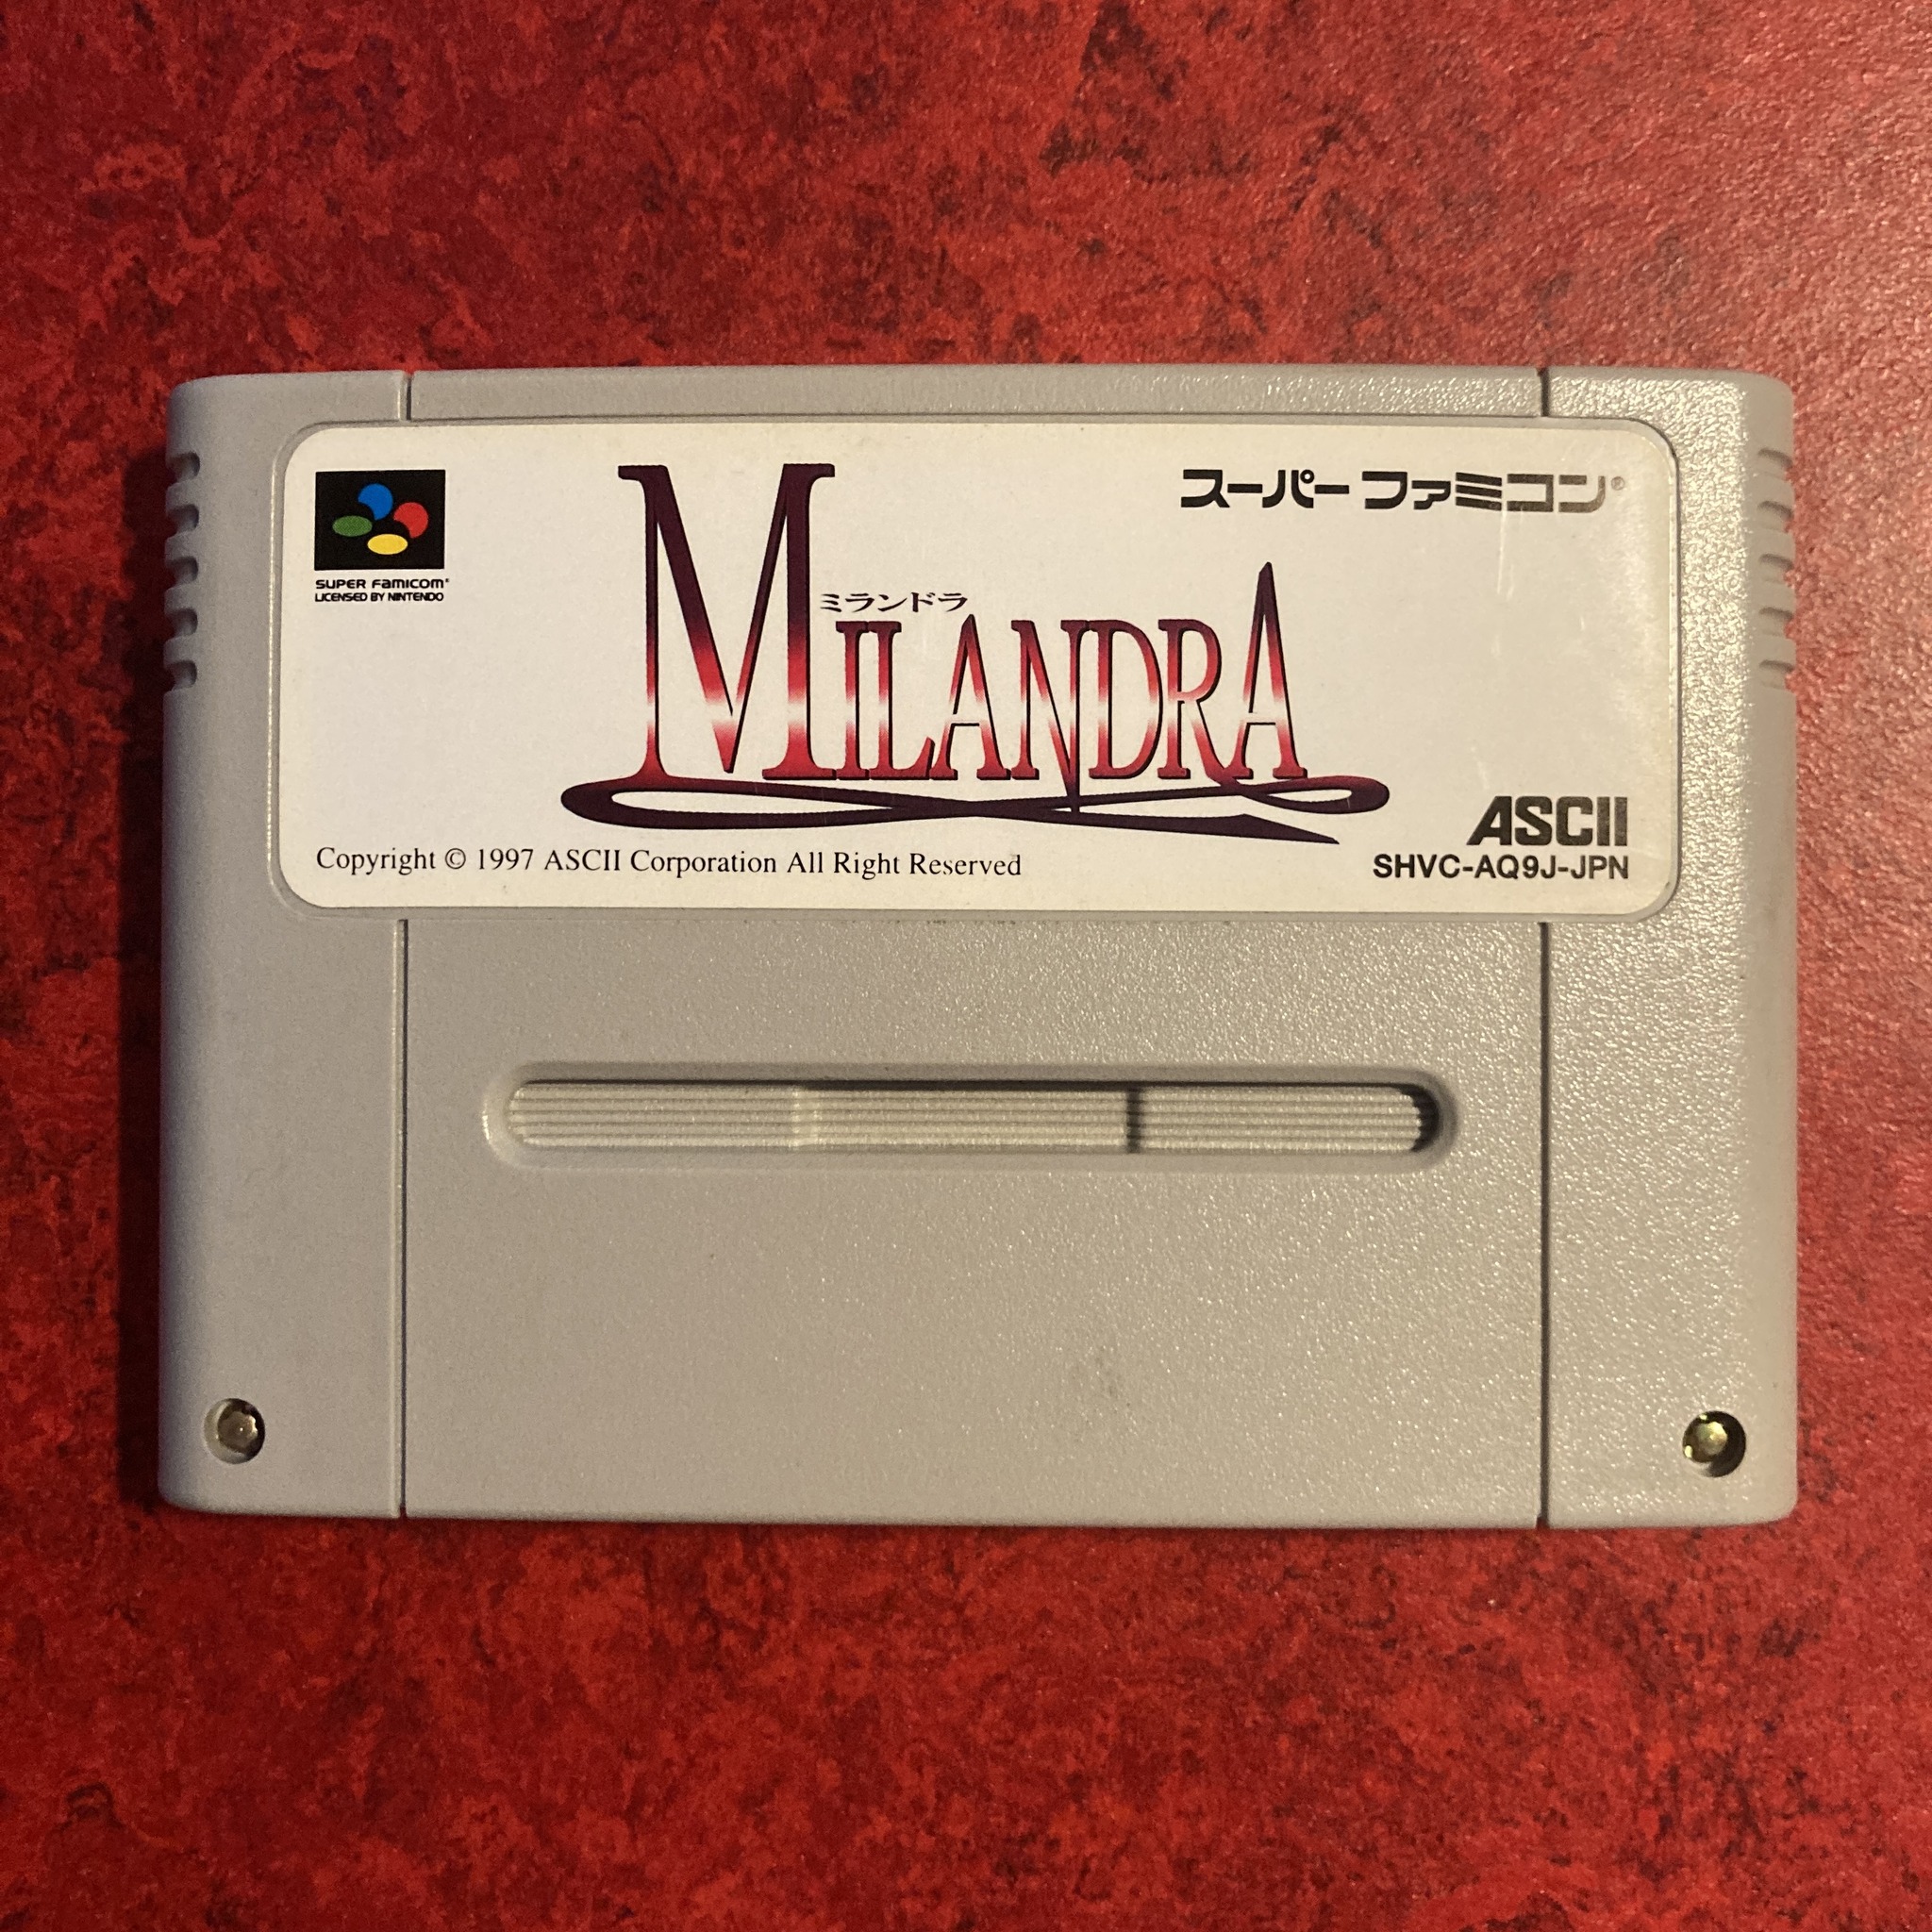 スーパーファミコン®
SUPER FAMICOM®
LICENSED BY NINTENDO
ミランドラ
MILANDRA
ASCII
Copyright © 1997 ASCII Corporation All Right Reserved
SHVC-AQ9J-JPN